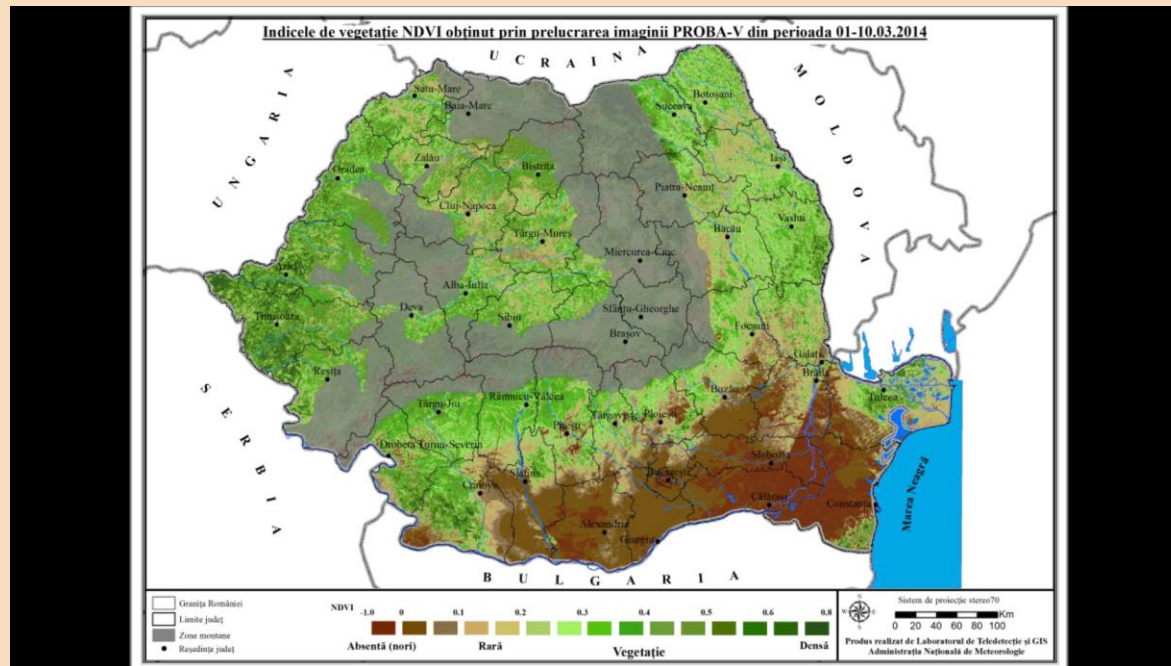 Indicele de vegetație NDVI obținut prin prelucrarea imaginii PROBA-V din perioada 01-10.03.2014
UCRAINA
MOLDOVA
UNGARIA
SERBIA
BULGARIA
Marea Neagră
Satu-Mare
Baia-Mare
Botoșani
Suceava
Zalău
Bistrița
Iași
Oradea
Cluj-Napoca
Piatra-Neamț
Târgu-Mureș
Bacău
Vaslui
Miercurea-Ciuc
Arad
Alba-Iulia
Deva
Sibiu
Sfântu-Gheorghe
Timișoara
Brașov
Focșani
Galați
Reșița
Brăila
Buzău
Tulcea
Râmnicu-Vâlcea
Târgu-Jiu
Târgoviște
Ploiești
Pitești
Drobeta Turnu-Severin
Slobozia
Slatina
București
Craiova
Călărași
Constanța
Alexandria
Giurgiu
Granița României
Limite județ
Zone montane
Reședințe județ
NDVI
-1.0 0 0.1 0.2 0.3 0.4 0.5 0.6 0.8
Absentă (nori) Rară Vegetație Densă
N
W E
S
Sistem de proiecție stereo70
Km
0 20 40 60 80 100
Produs realizat de Laboratorul de Teledetecție și GIS
Administrația Națională de Meteorologie